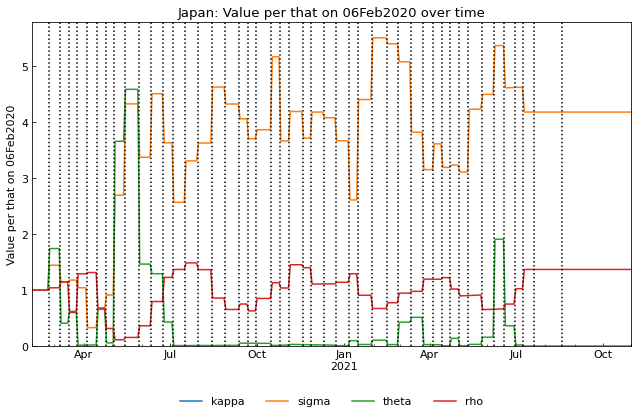 Japan: Value per that on 06Feb2020 over time
Value per that on 06Feb2020
5
4
3
2
1
0
Apr Jul Oct Jan Apr Jul Oct
2021
kappa sigma theta rho